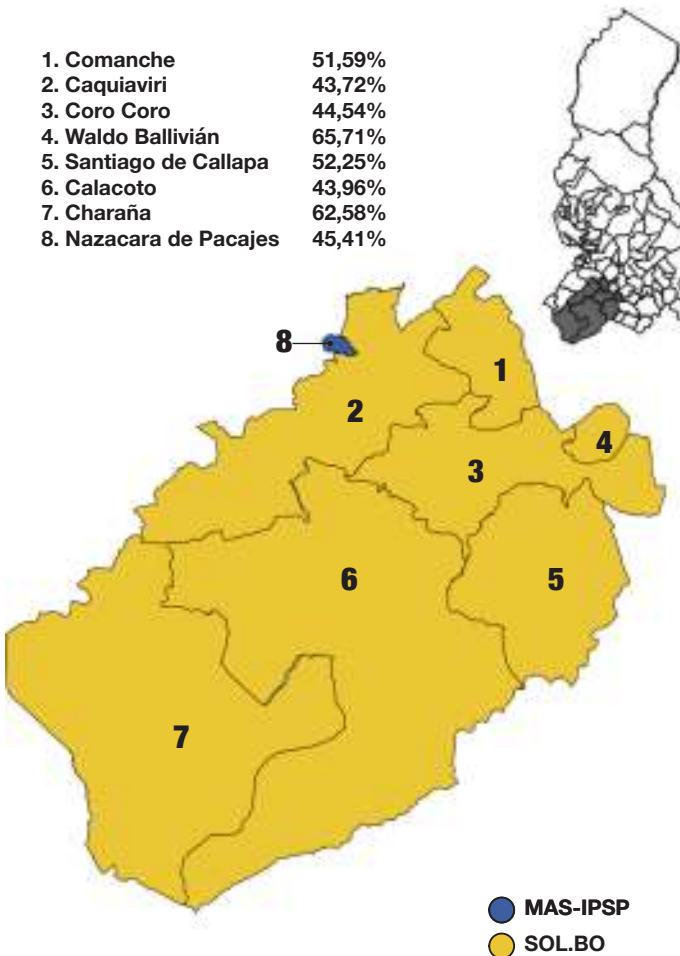 1. Comanche 51,59%
2. Caquiaviri 43,72%
3. Coro Coro 44,54%
4. Waldo Ballivián 65,71%
5. Santiago de Callapa 52,25%
6. Calacoto 43,96%
7. Charaña 62,58%
8. Nazacara de Pacajes 45,41%
8
1
2
4
3
6
5
7
MAS-IPSP
SOL.BO